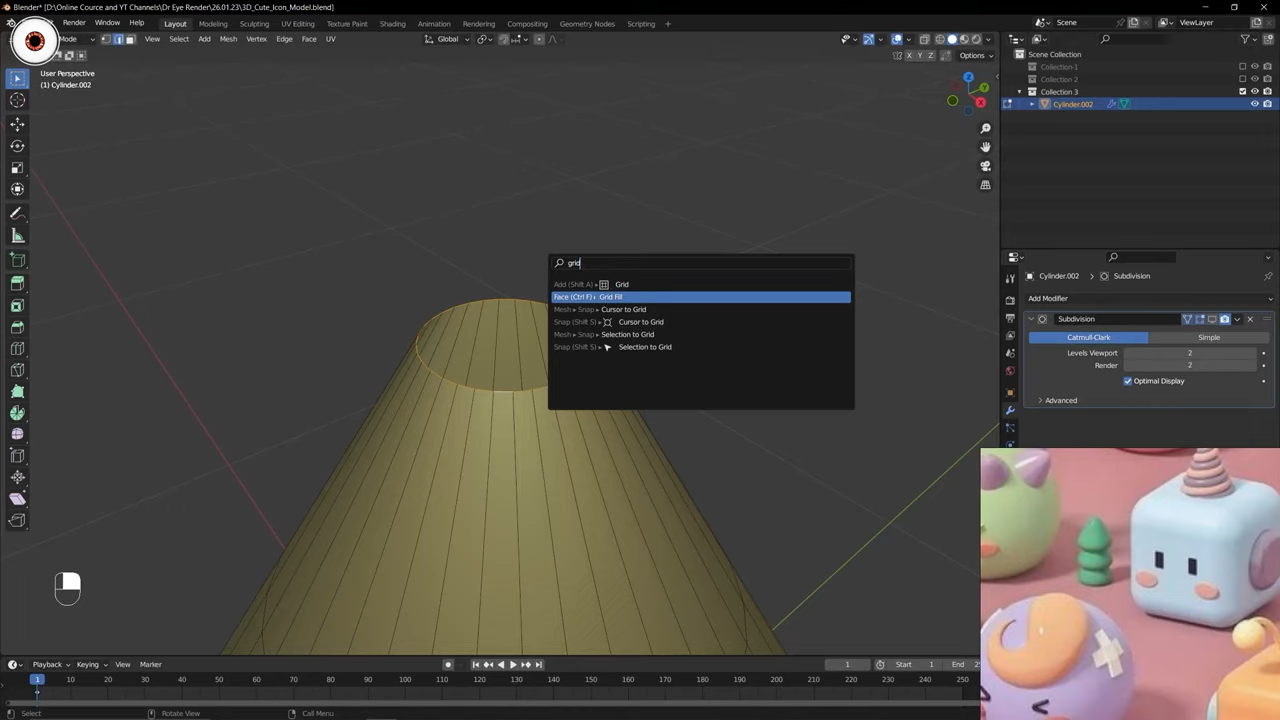 Blender* [D:\Online Cource and YT Channels\Dr Eye Render\26.01.23\3D_Cute_Icon_Model.blend]
Render Window Help Layout Modeling Sculpting UV Editing Texture Paint Shading Animation Rendering Compositing Geometry Nodes Scripting + Scene ViewLayer
Mode View Select Add Mesh Vertex Edge Face UV Global
X Y Z Options
User Perspective
(1) Cylinder.002
Scene Collection
Collection 1
Collection 2
Collection 3
Cylinder.002
Z
Y
X
grid
Add (Shift A) Grid
Face (Ctrl F) Grid Fill
Mesh Snap Cursor to Grid
Snap (Shift S) Cursor to Grid
Mesh Snap Selection to Grid
Snap (Shift S) Selection to Grid
Cylinder.002 Subdivision
Add Modifier
Subdivision
Catmull-Clark Simple
Levels Viewport 2
Render 2
Optimal Display
Advanced
Playback Keying View Marker 1 Start 1 End
1 10 20 30 40 50 60 70 80 90 100 110 120 130 140 150 160 170 180 190 200 210 220 230 240 250
Select Rotate View Call Menu